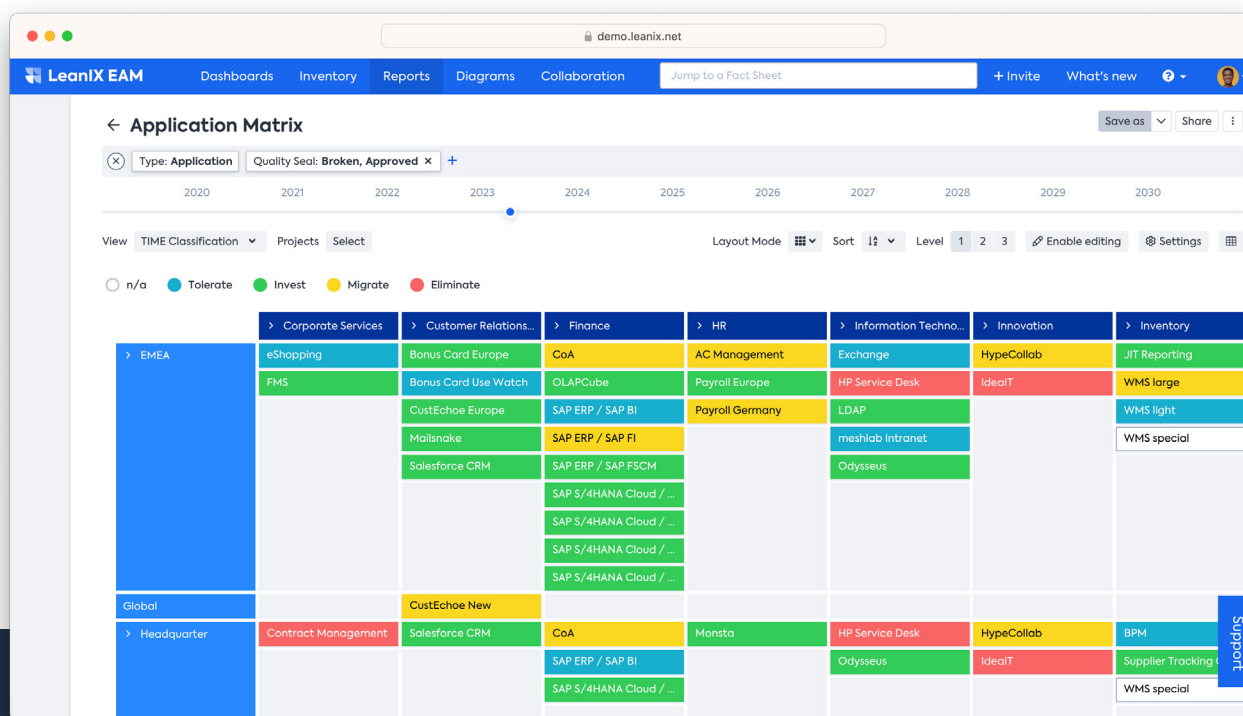 demo.leanix.net
LeanIX EAM Dashboards Inventory Reports Diagrams Collaboration Jump to a Fact Sheet + Invite What's new ?
← Application Matrix Save as Share
Type: Application Quality Seal: Broken, Approved × +
2020 2021 2022 2023 2024 2025 2026 2027 2028 2029 2030
View TIME Classification Projects Select Layout Mode Sort Level 1 2 3 Enable editing Settings
n/a Tolerate Invest Migrate Eliminate
> Corporate Services > Customer Relations... > Finance > HR > Information Techno... > Innovation > Inventory
> EMEA eShopping Bonus Card Europe CoA AC Management Exchange HypeCollab JIT Reporting
FMS Bonus Card Use Watch OLAPCube Payroll Europe HP Service Desk IdeaIT WMS large
CustEchoe Europe SAP ERP / SAP BI Payroll Germany LDAP WMS light
Mailsnake SAP ERP / SAP FI meshlab Intranet WMS special
Salesforce CRM SAP ERP / SAP FSCM Odysseus
SAP S/4HANA Cloud / ...
SAP S/4HANA Cloud / ...
SAP S/4HANA Cloud / ...
SAP S/4HANA Cloud / ...
Global CustEchoe New
> Headquarter Contract Management Salesforce CRM CoA Monsta HP Service Desk HypeCollab BPM
SAP ERP / SAP BI Odysseus IdeaIT Supplier Tracking
SAP S/4HANA Cloud / ... WMS special
Support